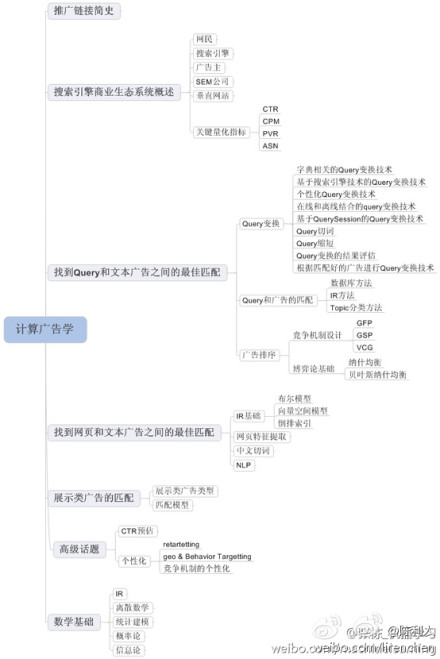 推广链接简史
网民
搜索引擎
广告主
搜索引擎商业生态系统概述
SEM公司
垂直网站
关键量化指标
CTR
CPM
PVR
ASN
字典相关的Query变换技术
基于搜索引擎技术的Query变换技术
个性化Query变换技术
在线和离线结合的query变换技术
Query变换
基于QuerySession的Query变换技术
Query切词
Query缩短
Query变换的结果评估
根据匹配好的广告进行Query变换技术
找到Query和文本广告之间的最佳匹配
数据库方法
Query和广告的匹配
IR方法
Topic分类方法
GFP
竞争机制设计
GSP
VCG
广告排序
博弈论基础
纳什均衡
贝叶斯纳什均衡
计算广告学
布尔模型
IR基础
向量空间模型
倒排索引
找到网页和文本广告之间的最佳匹配
网页特征提取
中文切词
NLP
展示类广告的匹配
展示类广告类型
匹配模型
高级话题
CTR预估
retartetling
个性化
geo & Behavior Targetting
竞争机制的个性化
IR
离散数学
数学基础
统计建模
概率论
信息论